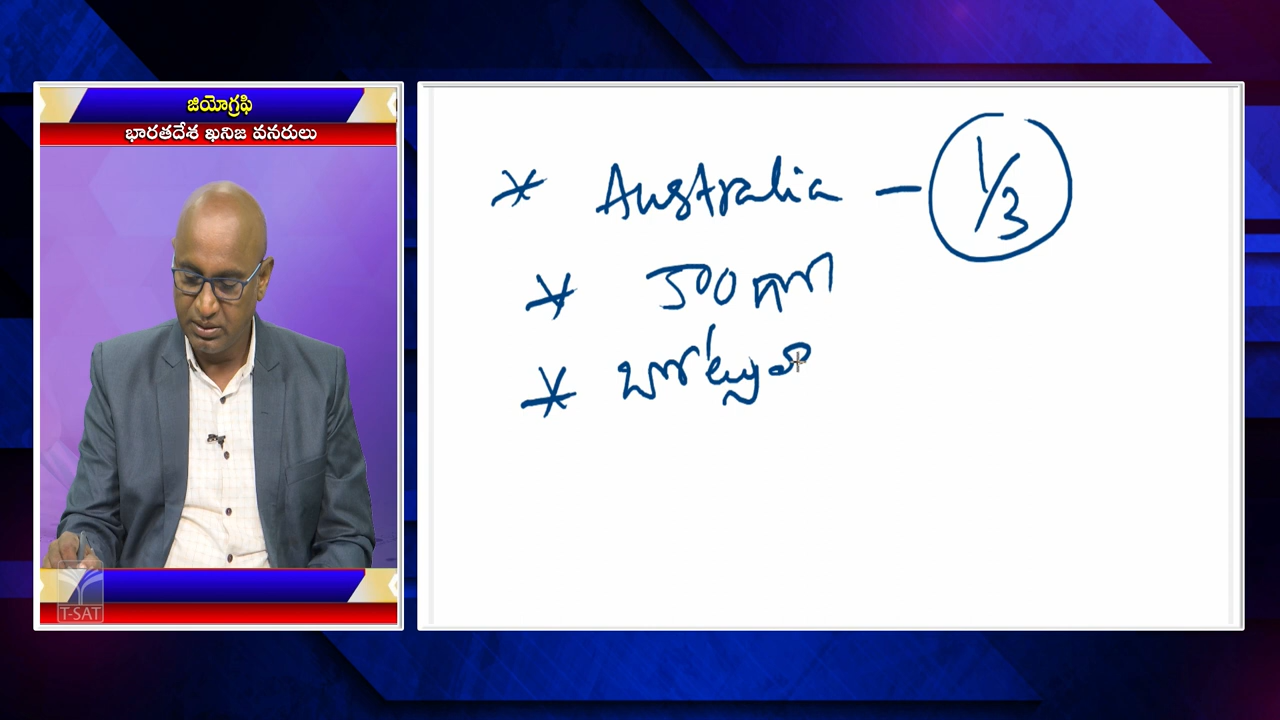 జియోగ్రఫి
భారతదేశ ఖనిజ వనరులు
* Australia - 1/3
*
*
T-SAT